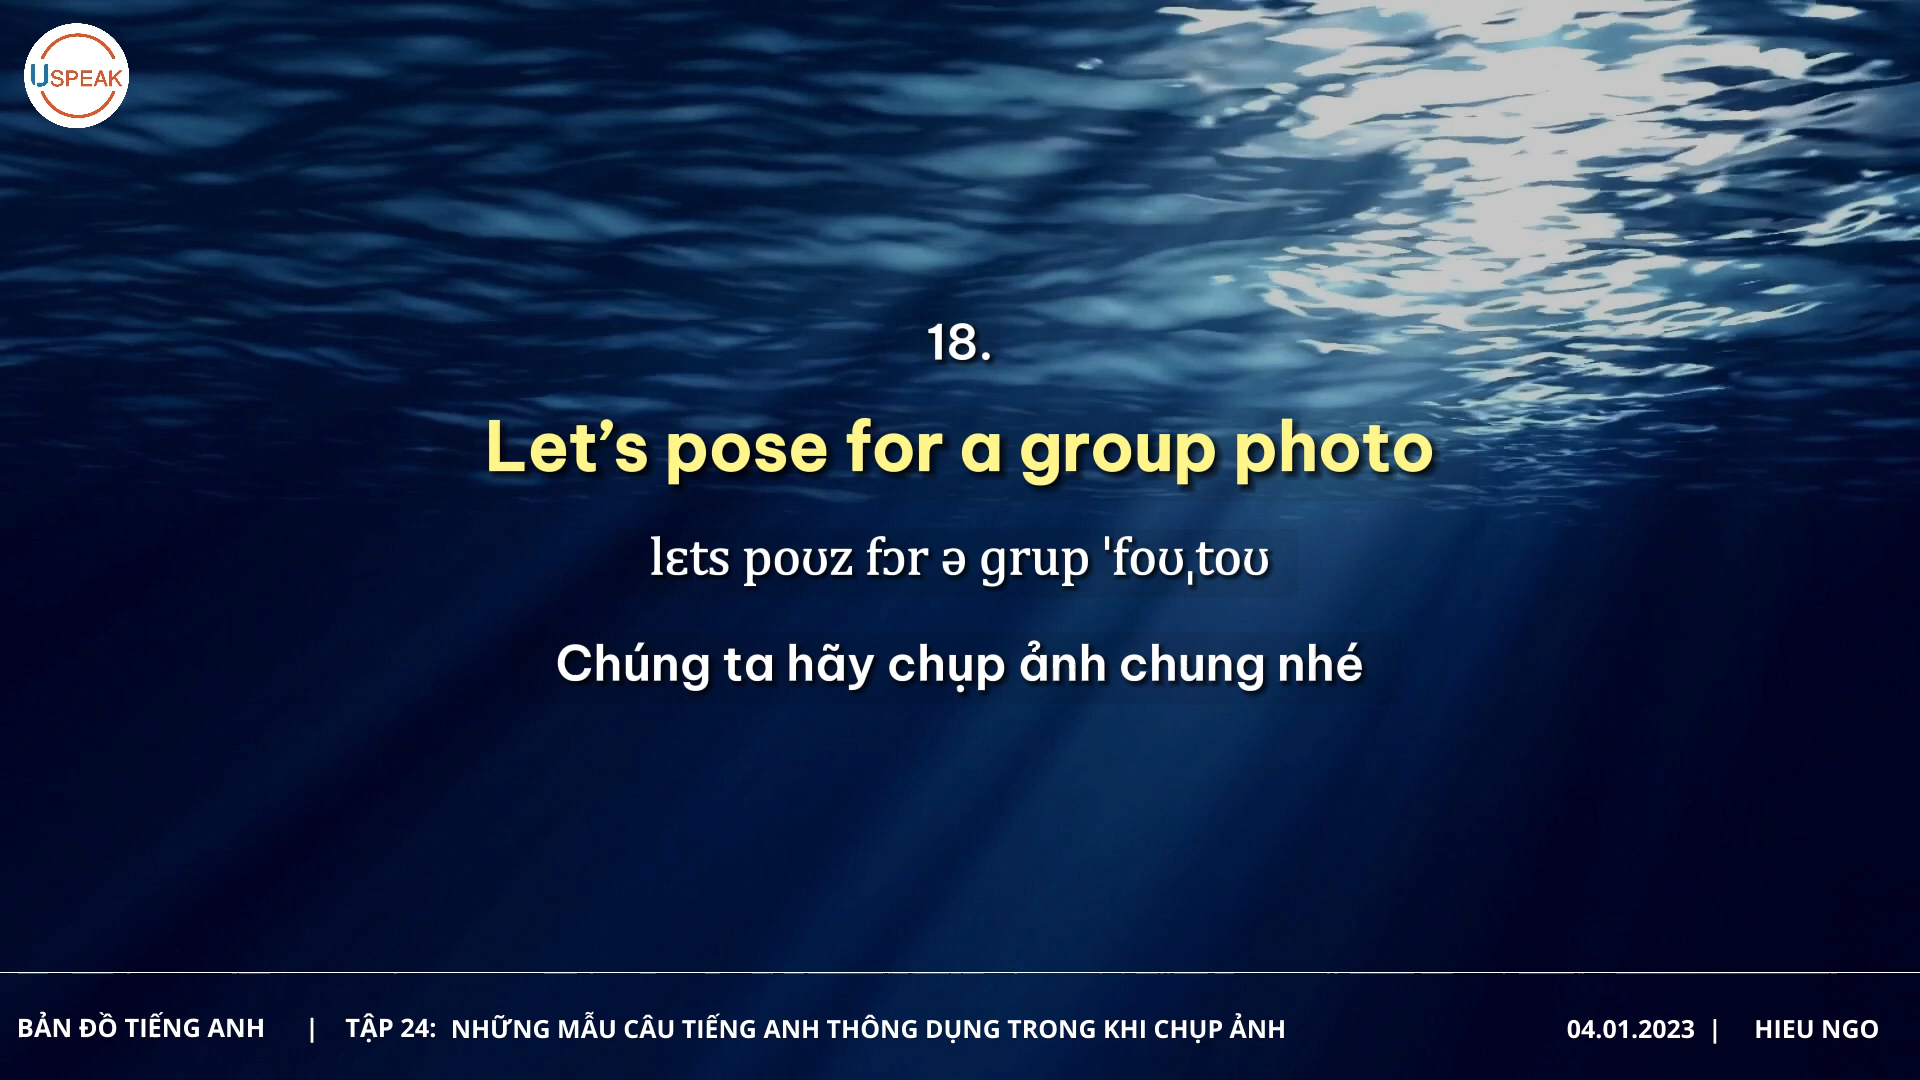 USPEAK
18.
Let’s pose for a group photo
lɛts poʊz fɔr ə grup ˈfoʊˌtoʊ
Chúng ta hãy chụp ảnh chung nhé
BẢN ĐỒ TIẾNG ANH | TẬP 24: NHỮNG MẪU CÂU TIẾNG ANH THÔNG DỤNG TRONG KHI CHỤP ẢNH 04.01.2023 | HIEU NGO